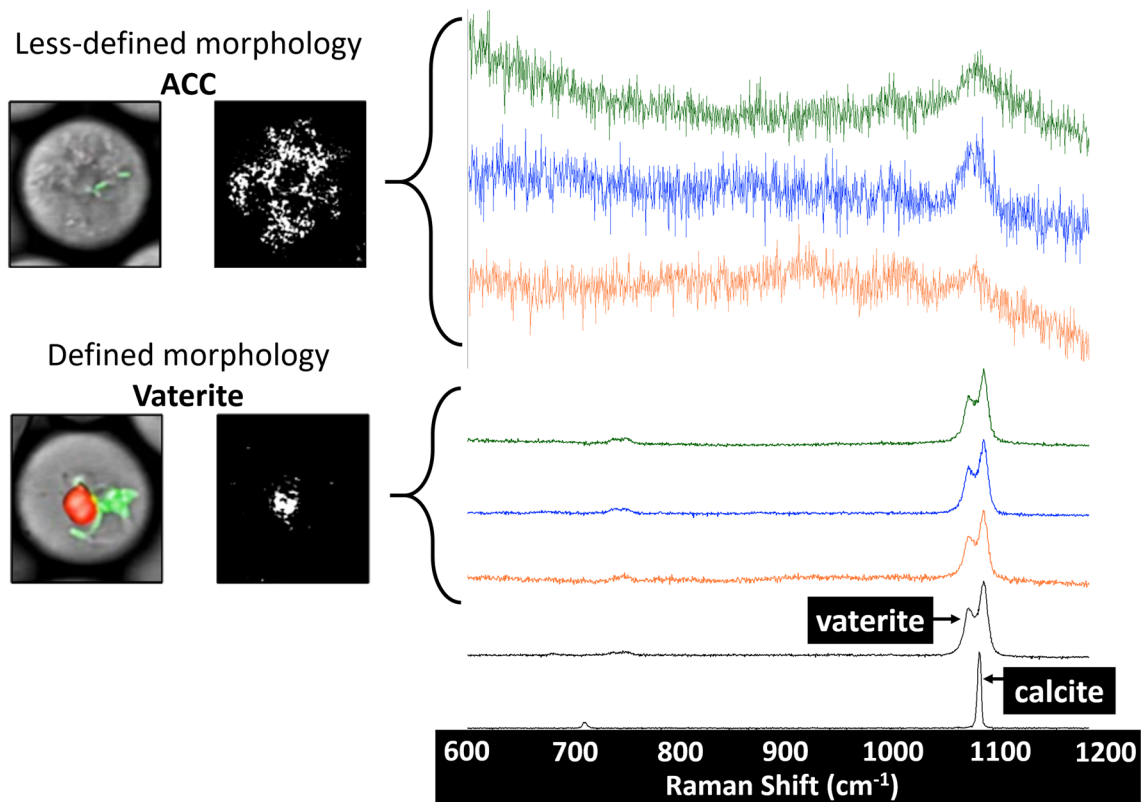 Less-defined morphology
ACC
Defined morphology
Vaterite
vaterite
calcite
600 700 800 900 1000 1100 1200
Raman Shift (cm⁻¹)